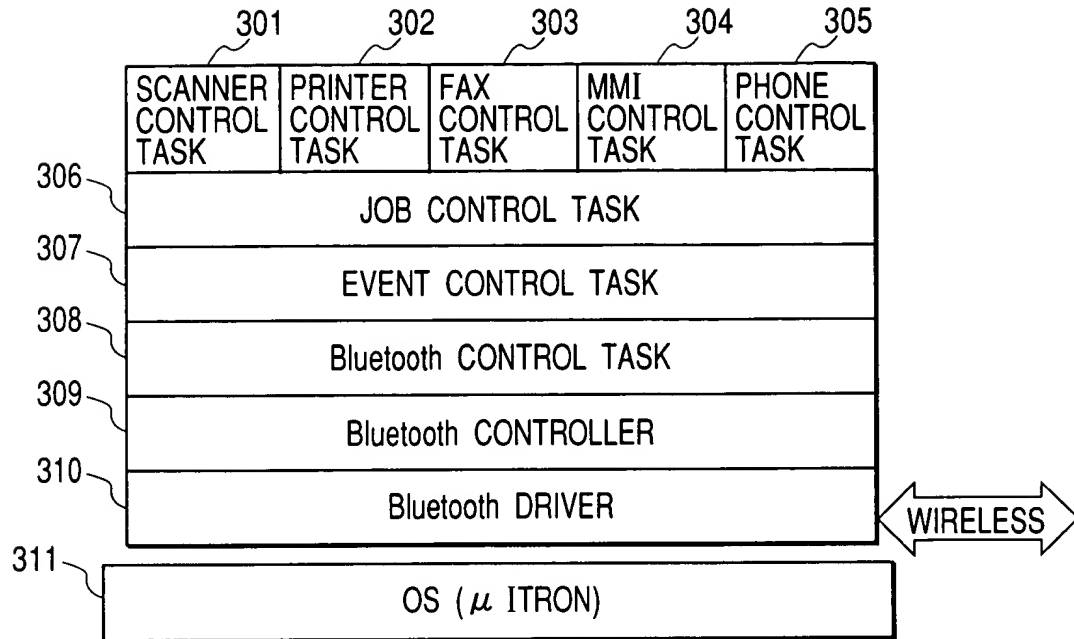 301 302 303 304 305
SCANNER CONTROL TASK
PRINTER CONTROL TASK
FAX CONTROL TASK
MMI CONTROL TASK
PHONE CONTROL TASK
306
JOB CONTROL TASK
307
EVENT CONTROL TASK
308
Bluetooth CONTROL TASK
309
Bluetooth CONTROLLER
310
Bluetooth DRIVER
WIRELESS
311
OS (μ ITRON)